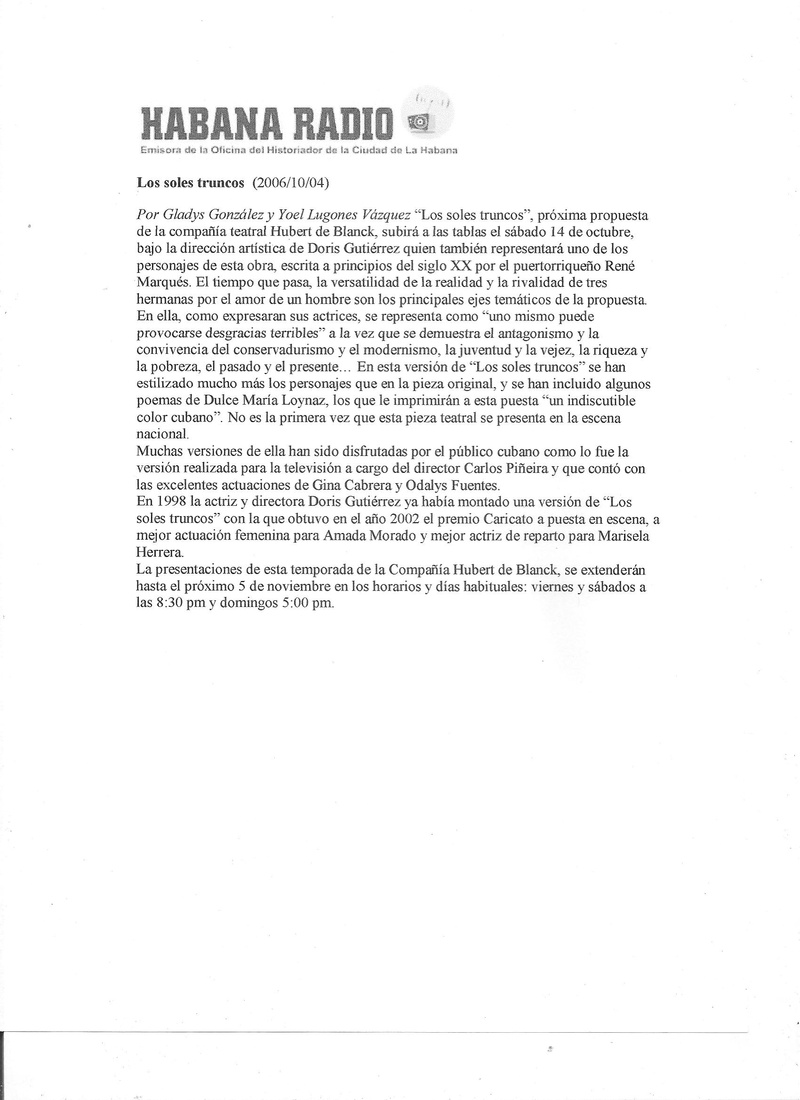 HABANA RADIO
Emisora de la Oficina del Historiador de la Ciudad de La Habana
Los soles truncos (2006/10/04)
Por Gladys González y Yoel Lugones Vázquez “Los soles truncos”, próxima propuesta
de la compañía teatral Hubert de Blanck, subirá a las tablas el sábado 14 de octubre,
bajo la dirección artística de Doris Gutiérrez quien también representará uno de los
personajes de esta obra, escrita a principios del siglo XX por el puertorriqueño René
Marqués. El tiempo que pasa, la versatilidad de la realidad y la rivalidad de tres
hermanas por el amor de un hombre son los principales ejes temáticos de la propuesta.
En ella, como expresaran sus actrices, se representa como “uno mismo puede
provocarse desgracias terribles” a la vez que se demuestra el antagonismo y la
convivencia del conservadurismo y el modernismo, la juventud y la vejez, la riqueza y
la pobreza, el pasado y el presente… En esta versión de “Los soles truncos” se han
estilizado mucho más los personajes que en la pieza original, y se han incluido algunos
poemas de Dulce María Loynaz, los que le imprimirán a esta puesta “un indiscutible
color cubano”. No es la primera vez que esta pieza teatral se presenta en la escena
nacional.
Muchas versiones de ella han sido disfrutadas por el público cubano como lo fue la
versión realizada para la televisión a cargo del director Carlos Piñeira y que contó con
las excelentes actuaciones de Gina Cabrera y Odalys Fuentes.
En 1998 la actriz y directora Doris Gutiérrez ya había montado una versión de “Los
soles truncos” con la que obtuvo en el año 2002 el premio Caricato a puesta en escena, a
mejor actuación femenina para Amada Morado y mejor actriz de reparto para Marisela
Herrera.
La presentaciones de esta temporada de la Compañía Hubert de Blanck, se extenderán
hasta el próximo 5 de noviembre en los horarios y días habituales: viernes y sábados a
las 8:30 pm y domingos 5:00 pm.